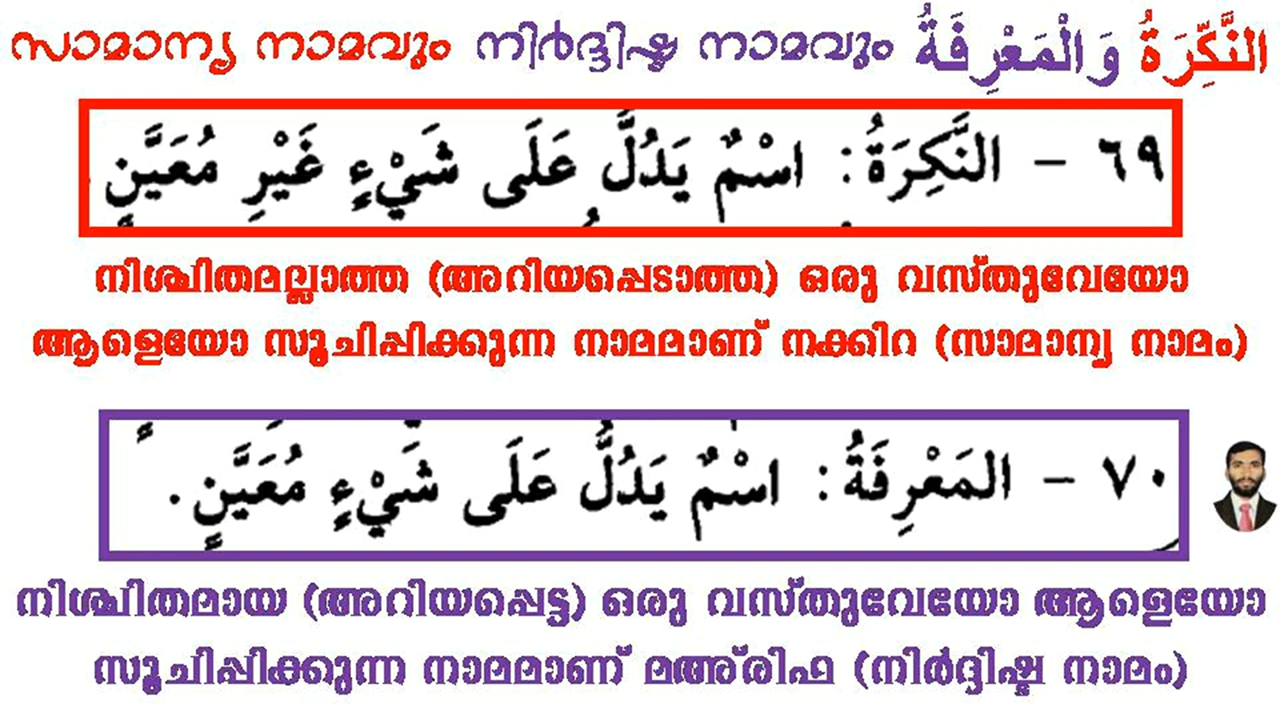 സാമാന്യ നാമവും നിർദ്ദിഷ്ട നാമവും النَّكِّرَةُ وَالْمَعْرِفَةُ
٦٩ - النَّكِرَةُ: اسْمٌ يَدُلُّ عَلَى شَيْءٍ غَيْرِ مُعَيَّنٍ
നിശ്ചിതമല്ലാത്ത (അറിയപ്പെടാത്ത) ഒരു വസ്തുവേയോ
ആളെയോ സൂചിപ്പിക്കുന്ന നാമമാണ് നക്കിറ (സാമാന്യ നാമം)
٧٠ - المَعْرِفَةُ: اسْمٌ يَدُلُّ عَلَى شَيْءٍ مُعَيَّنٍ.
നിശ്ചിതമായ (അറിയപ്പെട്ട) ഒരു വസ്തുവേയോ ആളെയോ
സൂചിപ്പിക്കുന്ന നാമമാണ് മഅ്രിഫ (നിർദ്ദിഷ്ട നാമം)